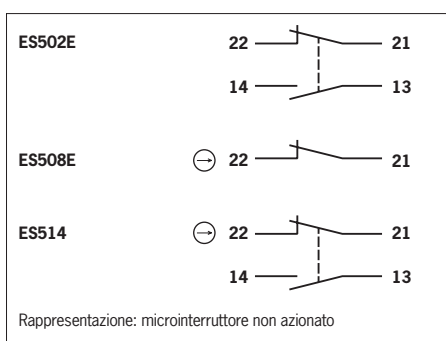 ES502E 22 21
14 13
ES508E 22 21
ES514 22 21
14 13
Rappresentazione: microinterruttore non azionato